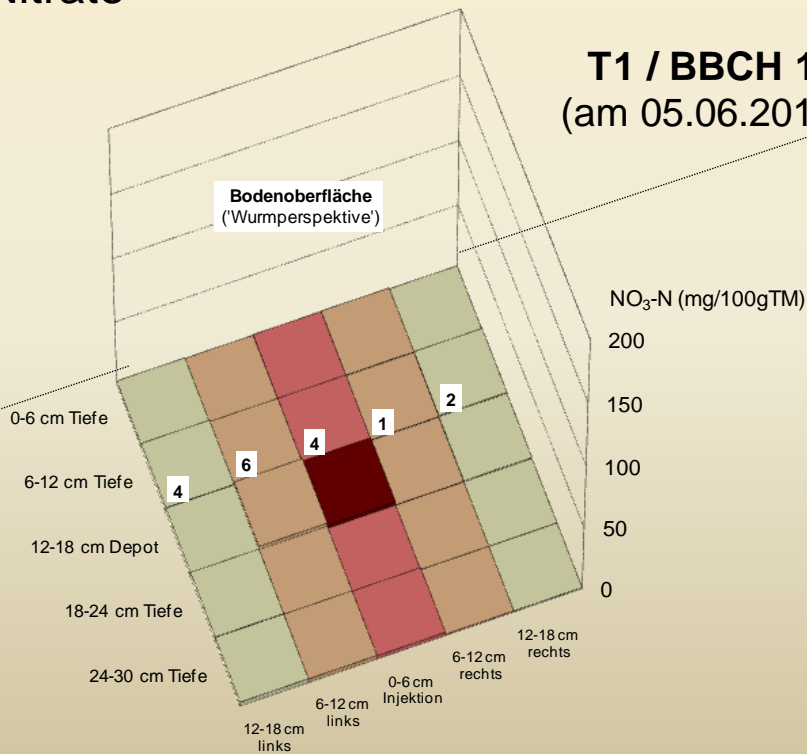 T1 / BBCH 1
(am 05.06.201
Bodenoberfläche
('Wurmperspektive')
NO₃-N (mg/100gTM)
200
150
100
50
0
0-6 cm Tiefe
6-12 cm Tiefe
12-18 cm Depot
18-24 cm Tiefe
24-30 cm Tiefe
4
6
4
1
2
12-18 cm
links
6-12 cm
links
0-6 cm
Injektion
6-12 cm
rechts
12-18 cm
rechts